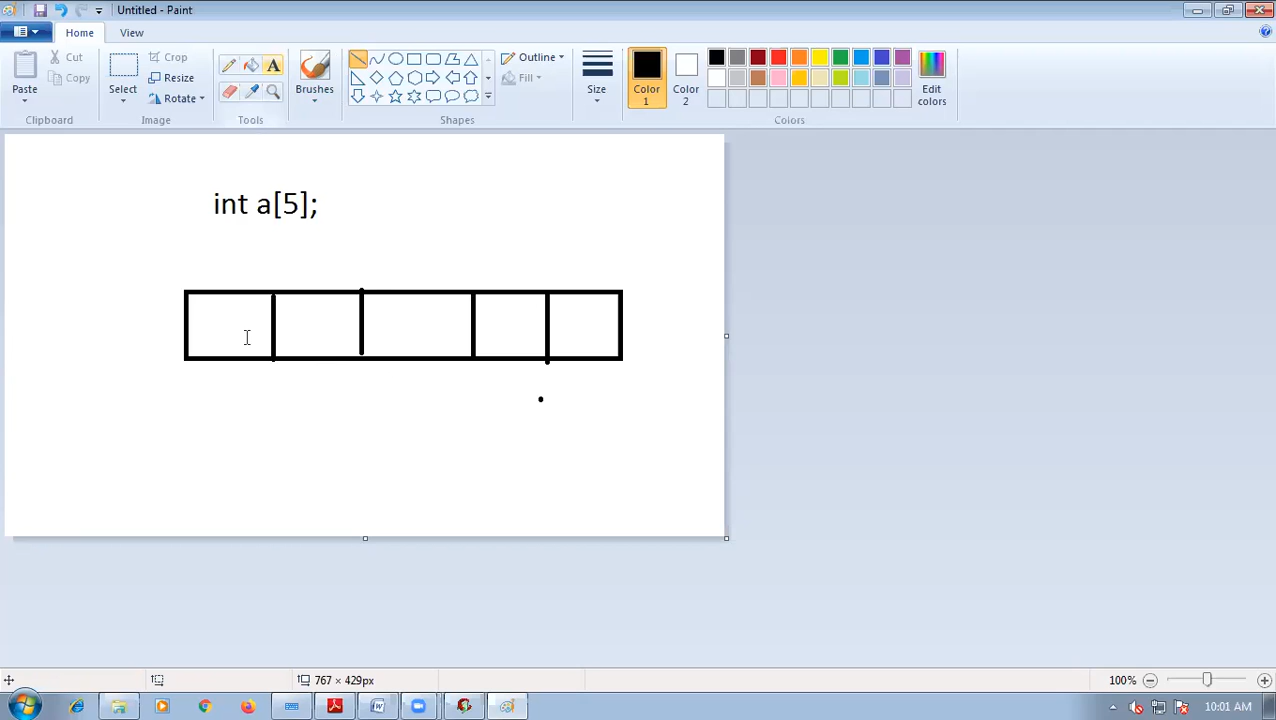 Untitled - Paint
Home View
Cut
Crop
Outline
Copy
Resize
Fill
Paste
Select
Rotate
Brushes
Size
Color 1
Color 2
Edit colors
Clipboard
Image
Tools
Shapes
Colors
int a[5];
767 × 429px
100%
10:01 AM